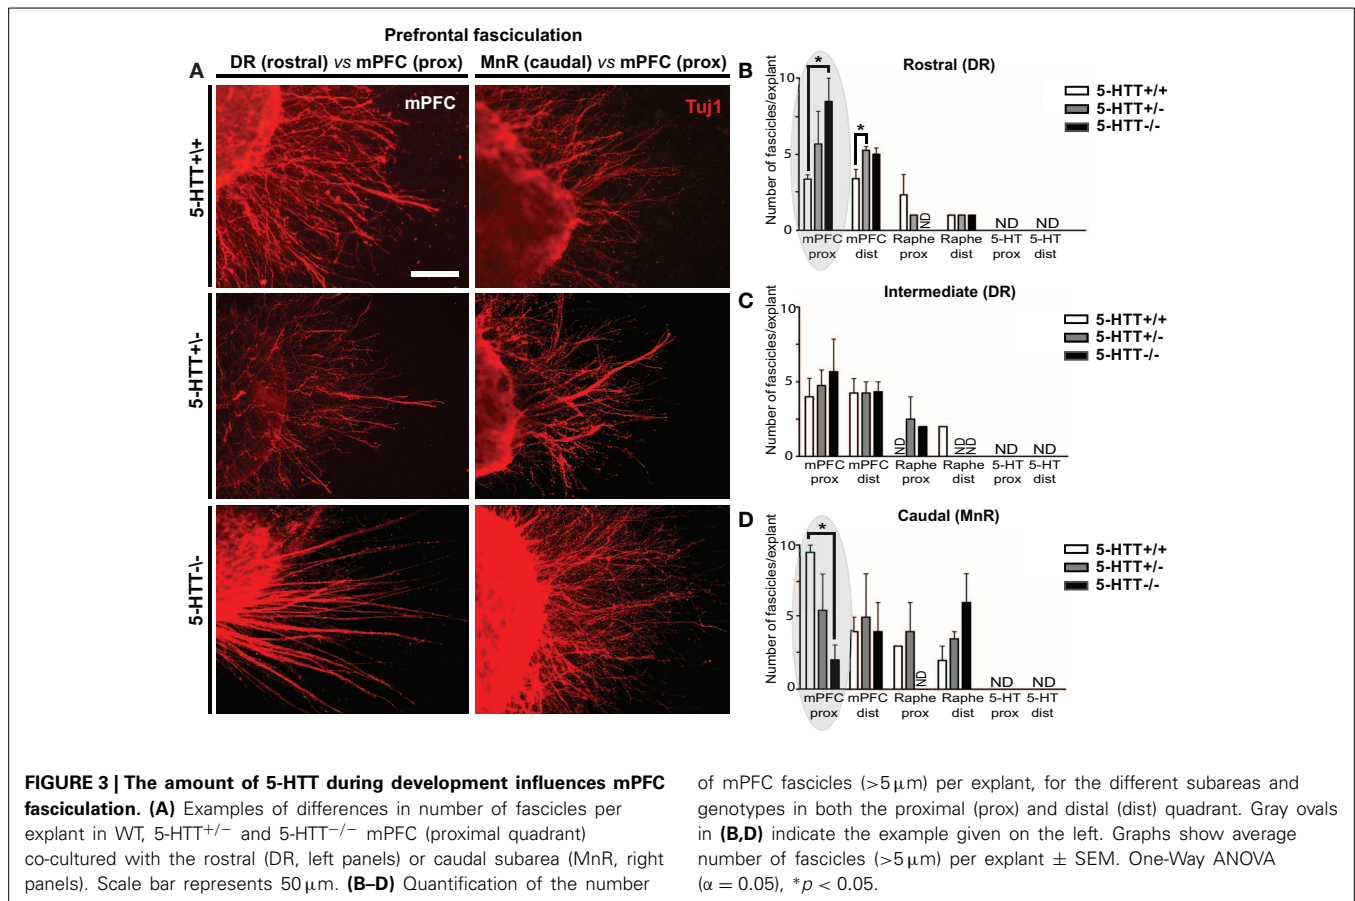 Prefrontal fasciculation
DR (rostral) vs mPFC (prox)
MnR (caudal) vs mPFC (prox)
A
5-HTT+\+
mPFC
Tuj1
5-HTT+\-
5-HTT-\-
B
Rostral (DR)
Number of fascicles/explant
10
5
0
*
*
ND
ND
ND
mPFC prox
mPFC dist
Raphe prox
Raphe dist
5-HT prox
5-HT dist
5-HTT+/+
5-HTT+/-
5-HTT-/-
C
Intermediate (DR)
Number of fascicles/explant
10
5
0
ND
ND
ND
ND
ND
mPFC prox
mPFC dist
Raphe prox
Raphe dist
5-HT prox
5-HT dist
5-HTT+/+
5-HTT+/-
5-HTT-/-
D
Caudal (MnR)
Number of fascicles/explant
10
5
0
*
ND
ND
ND
mPFC prox
mPFC dist
Raphe prox
Raphe dist
5-HT prox
5-HT dist
5-HTT+/+
5-HTT+/-
5-HTT-/-
FIGURE 3 | The amount of 5-HTT during development influences mPFC
fasciculation. (A) Examples of differences in number of fascicles per
explant in WT, 5-HTT+/− and 5-HTT−/− mPFC (proximal quadrant)
co-cultured with the rostral (DR, left panels) or caudal subarea (MnR, right
panels). Scale bar represents 50 μm. (B–D) Quantification of the number
of mPFC fascicles (>5 μm) per explant, for the different subareas and
genotypes in both the proximal (prox) and distal (dist) quadrant. Gray ovals
in (B,D) indicate the example given on the left. Graphs show average
number of fascicles (>5 μm) per explant ± SEM. One-Way ANOVA
(α = 0.05), *p < 0.05.